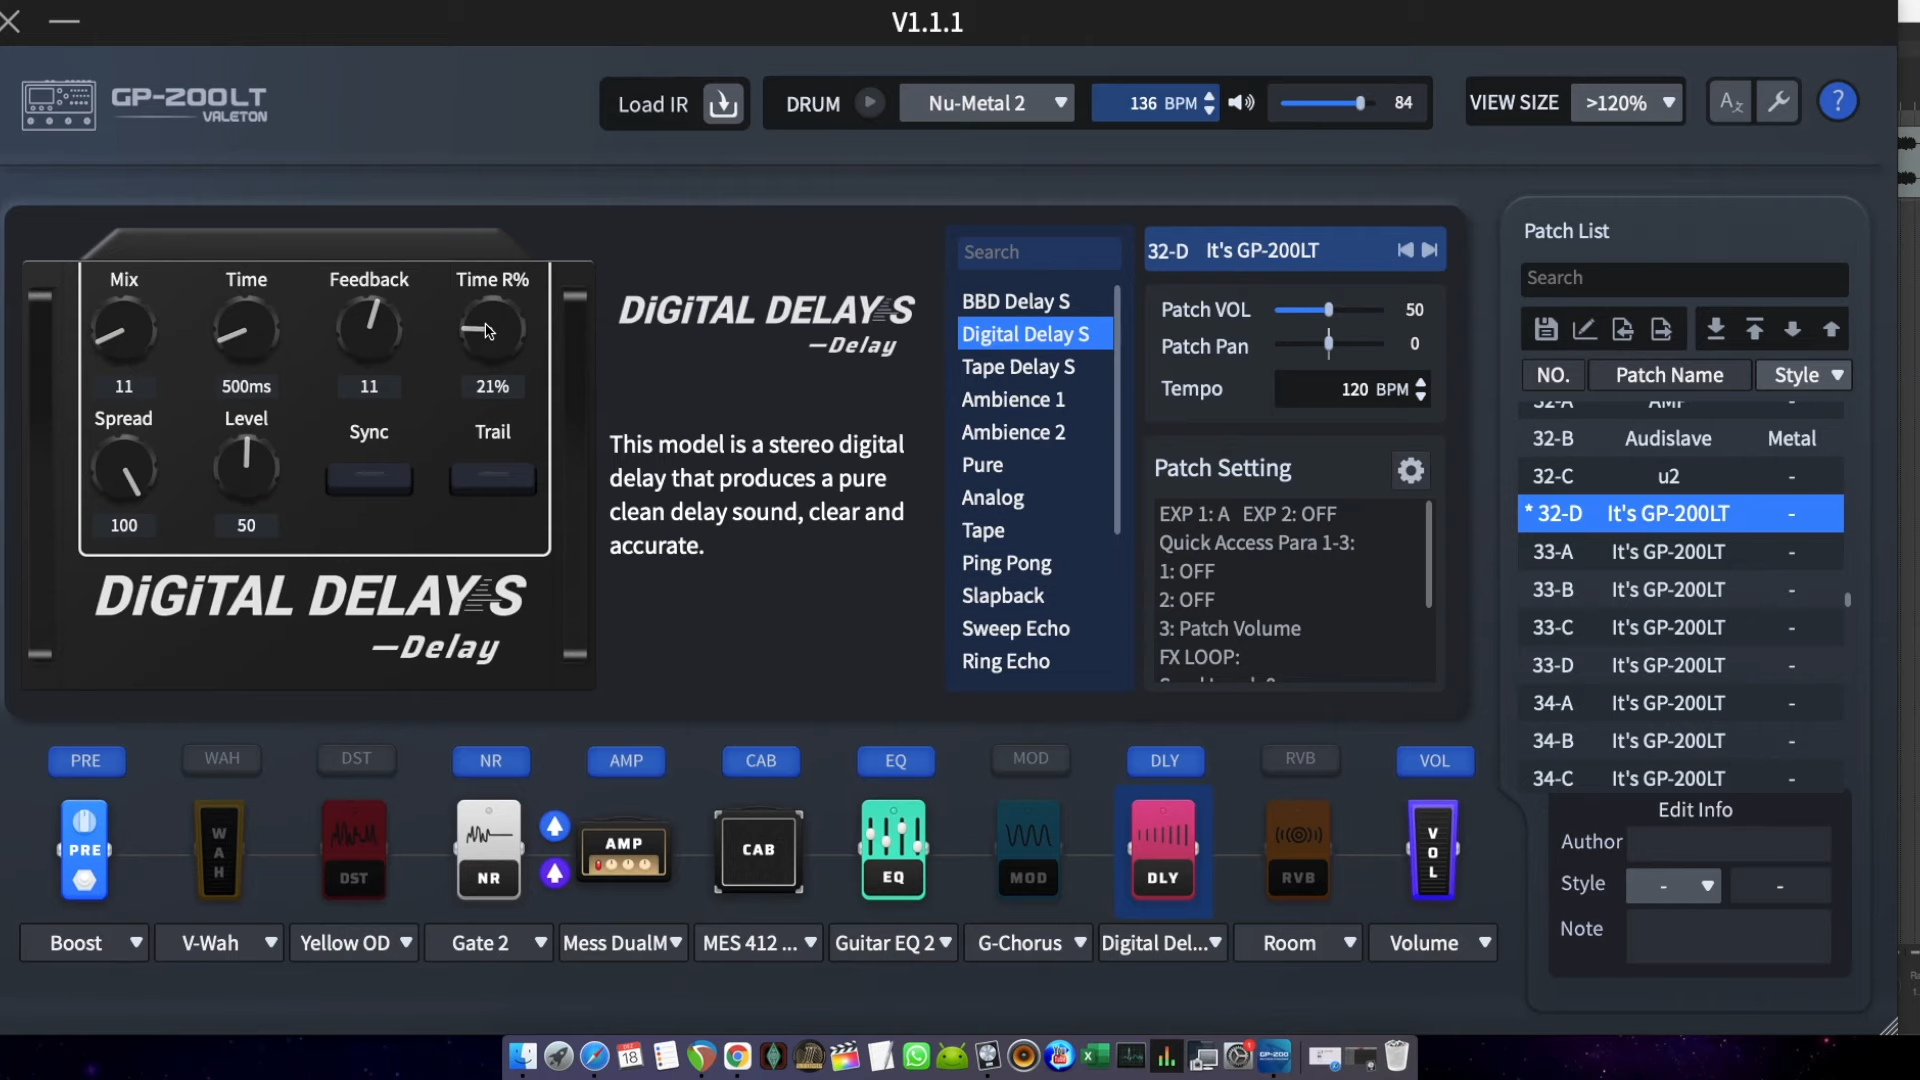 V1.1.1
GP-200LT
VALETON
Load IR
DRUM
Nu-Metal 2
136 BPM
84
VIEW SIZE
>120%
Az
?
Mix
Time
Feedback
Time R%
11
500ms
11
21%
Spread
Level
Sync
Trail
100
50
DiGiTAL DELAY S
—Delay
DiGiTAL DELAY S
—Delay
This model is a stereo digital
delay that produces a pure
clean delay sound, clear and
accurate.
Search
BBD Delay S
Digital Delay S
Tape Delay S
Ambience 1
Ambience 2
Pure
Analog
Tape
Ping Pong
Slapback
Sweep Echo
Ring Echo
32-D It's GP-200LT
Patch VOL 50
Patch Pan 0
Tempo 120 BPM
Patch Setting
EXP 1: A EXP 2: OFF
Quick Access Para 1-3:
1: OFF
2: OFF
3: Patch Volume
FX LOOP:
Patch List
Search
NO. Patch Name Style
32-A AMP -
32-B Audislave Metal
32-C u2 -
* 32-D It's GP-200LT -
33-A It's GP-200LT -
33-B It's GP-200LT -
33-C It's GP-200LT -
33-D It's GP-200LT -
34-A It's GP-200LT -
34-B It's GP-200LT -
34-C It's GP-200LT -
Edit Info
Author
Style - -
Note
PRE WAH DST NR AMP CAB EQ MOD DLY RVB VOL
PRE WAH DST NR AMP CAB EQ MOD DLY RVB VOL
Boost V-Wah Yellow OD Gate 2 Mess DualM MES 412 ... Guitar EQ 2 G-Chorus Digital Del... Room Volume
18
GP-200
1